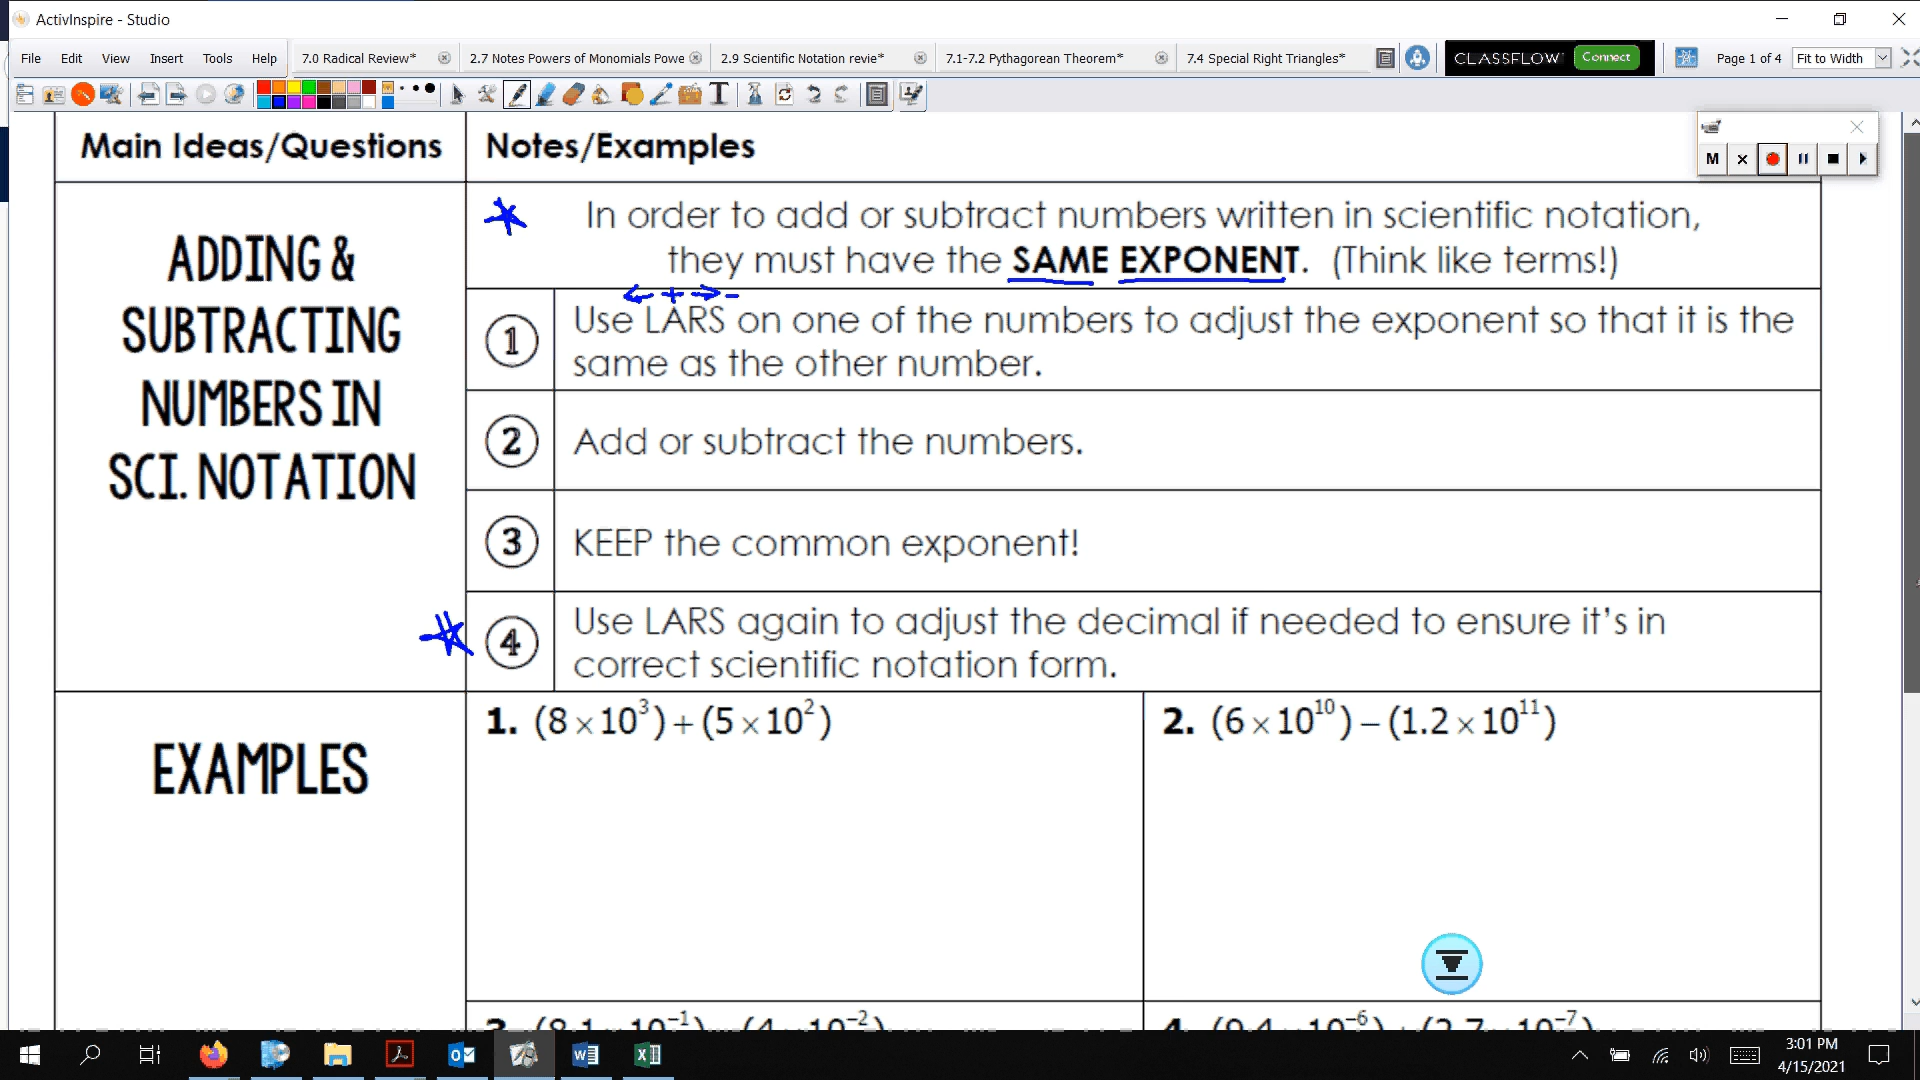 ActivInspire - Studio
File Edit View Insert Tools Help 7.0 Radical Review* 2.7 Notes Powers of Monomials Powe 2.9 Scientific Notation revie* 7.1-7.2 Pythagorean Theorem* 7.4 Special Right Triangles* CLASSFLOW Connect Page 1 of 4 Fit to Width
Main Ideas/Questions Notes/Examples
M
ADDING &
SUBTRACTING
NUMBERS IN
SCI. NOTATION
In order to add or subtract numbers written in scientific notation,
they must have the SAME EXPONENT. (Think like terms!)
← + → -
① Use LARS on one of the numbers to adjust the exponent so that it is the
same as the other number.
② Add or subtract the numbers.
③ KEEP the common exponent!
④ Use LARS again to adjust the decimal if needed to ensure it's in
correct scientific notation form.
EXAMPLES
1. (8 × 10³) + (5 × 10²)
2. (6 × 10¹⁰) – (1.2 × 10¹¹)
3:01 PM
4/15/2021